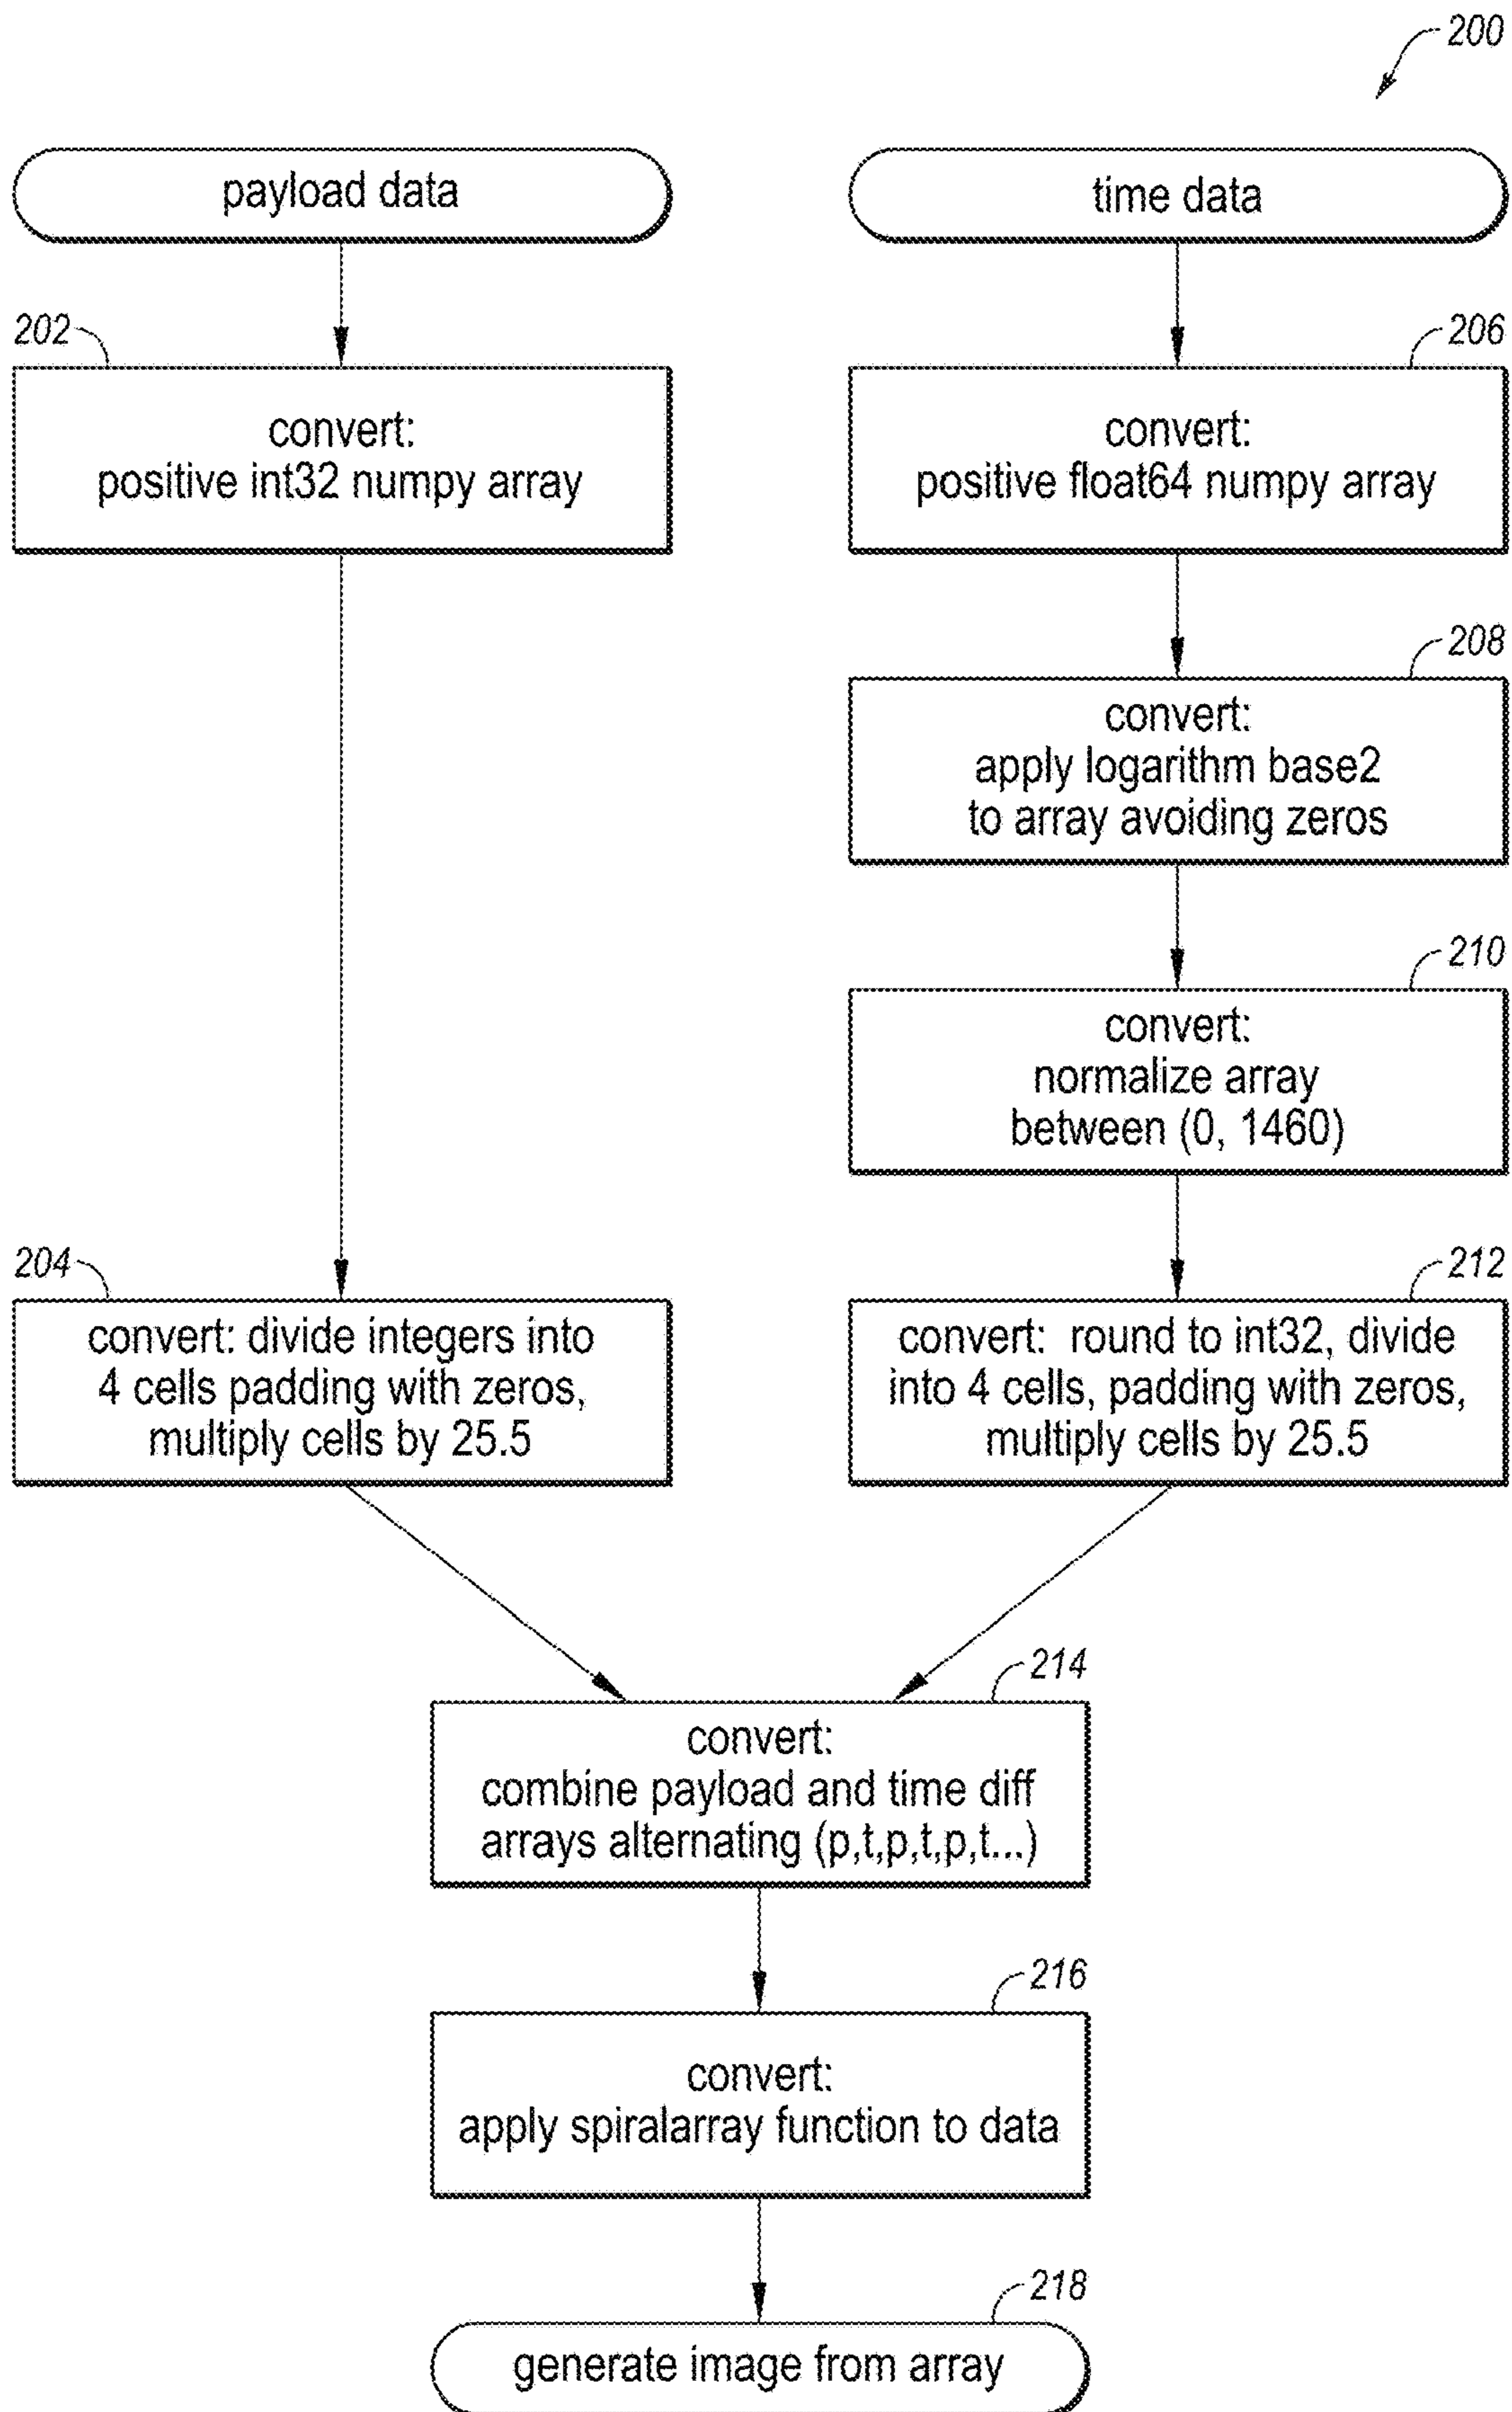 200
payload data
time data
202
206
convert:
positive int32 numpy array
convert:
positive float64 numpy array
208
convert:
apply logarithm base2
to array avoiding zeros
210
convert:
normalize array
between (0, 1460)
204
212
convert: divide integers into
4 cells padding with zeros,
multiply cells by 25.5
convert: round to int32, divide
into 4 cells, padding with zeros,
multiply cells by 25.5
214
convert:
combine payload and time diff
arrays alternating (p,t,p,t,p,t...)
216
convert:
apply spiralarray function to data
218
generate image from array